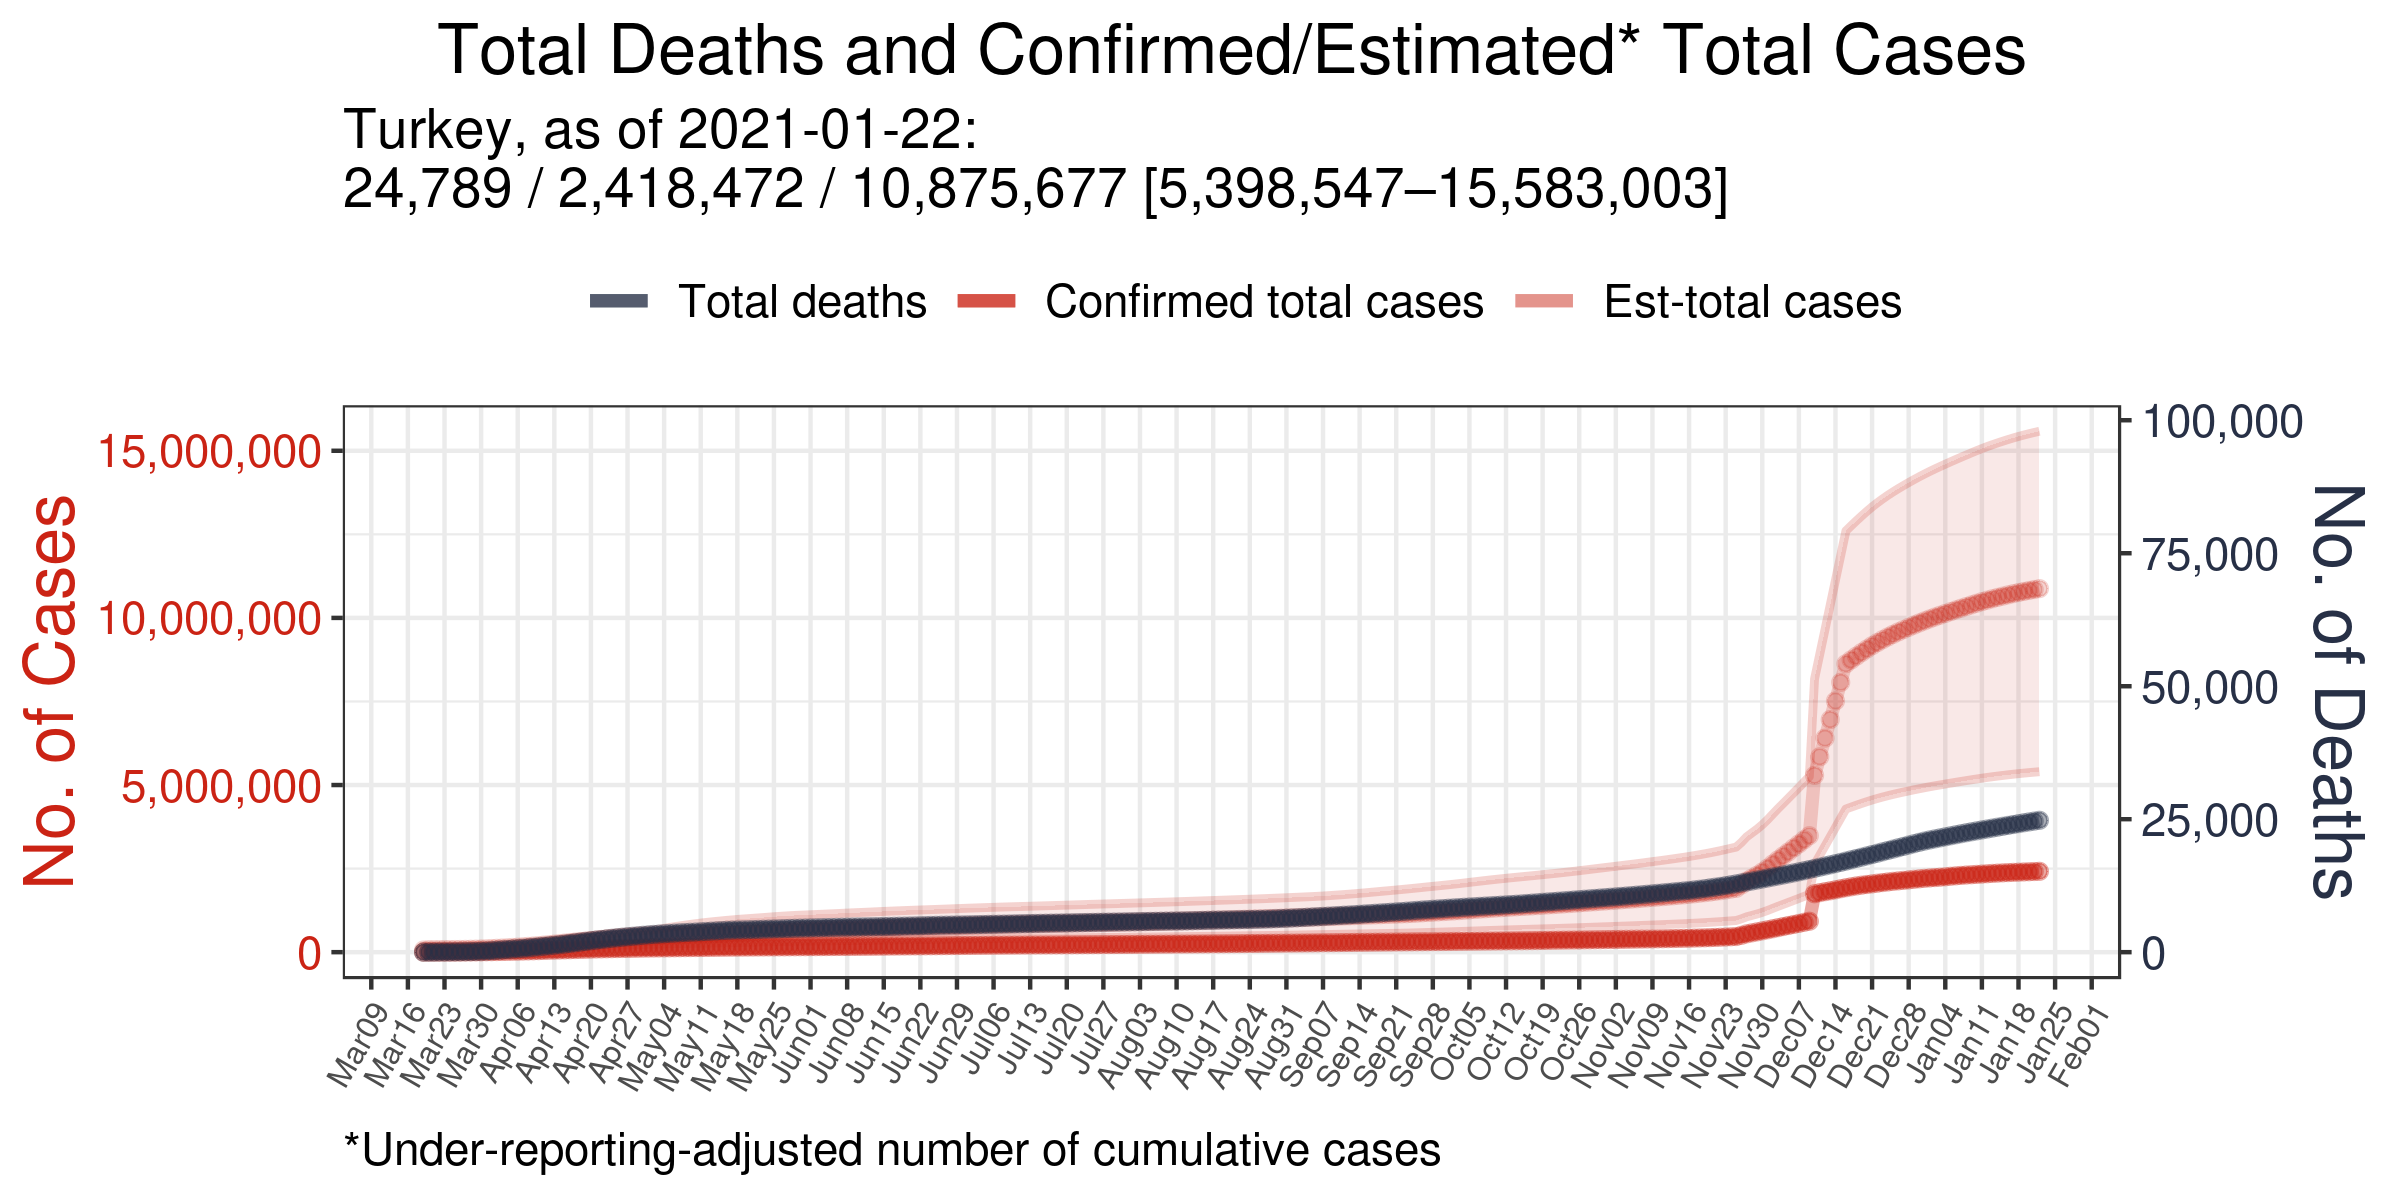 Total Deaths and Confirmed/Estimated* Total Cases
Turkey, as of 2021-01-22:
24,789 / 2,418,472 / 10,875,677 [5,398,547–15,583,003]
Total deaths
Confirmed total cases
Est-total cases
No. of Cases
15,000,000
10,000,000
5,000,000
0
100,000
75,000
50,000
25,000
0
No. of Deaths
Mar09
Mar16
Mar23
Mar30
Apr06
Apr13
Apr20
Apr27
May04
May11
May18
May25
Jun01
Jun08
Jun15
Jun22
Jun29
Jul06
Jul13
Jul20
Jul27
Aug03
Aug10
Aug17
Aug24
Aug31
Sep07
Sep14
Sep21
Sep28
Oct05
Oct12
Oct19
Oct26
Nov02
Nov09
Nov16
Nov23
Nov30
Dec07
Dec14
Dec21
Dec28
Jan04
Jan11
Jan18
Jan25
Feb01
*Under-reporting-adjusted number of cumulative cases